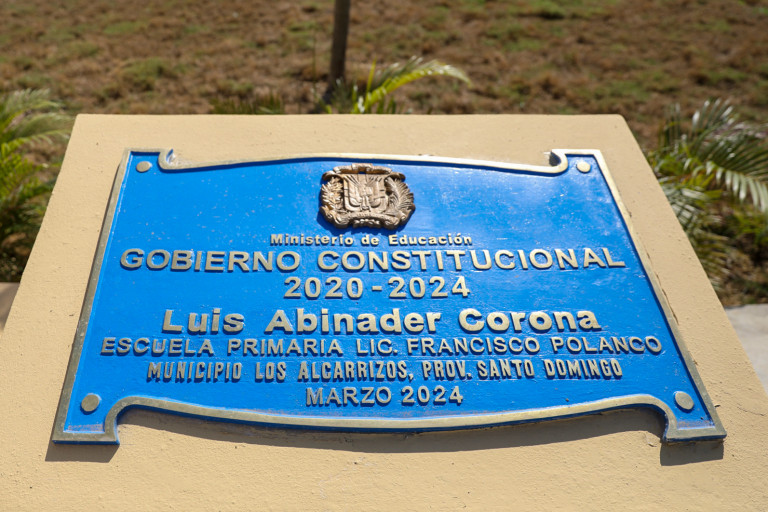 Ministerio de Educación
GOBIERNO CONSTITUCIONAL
2020-2024
Luis Abinader Corona
ESCUELA PRIMARIA LIC. FRANCISCO POLANCO
MUNICIPIO LOS ALCARRIZOS, PROV. SANTO DOMINGO
MARZO 2024